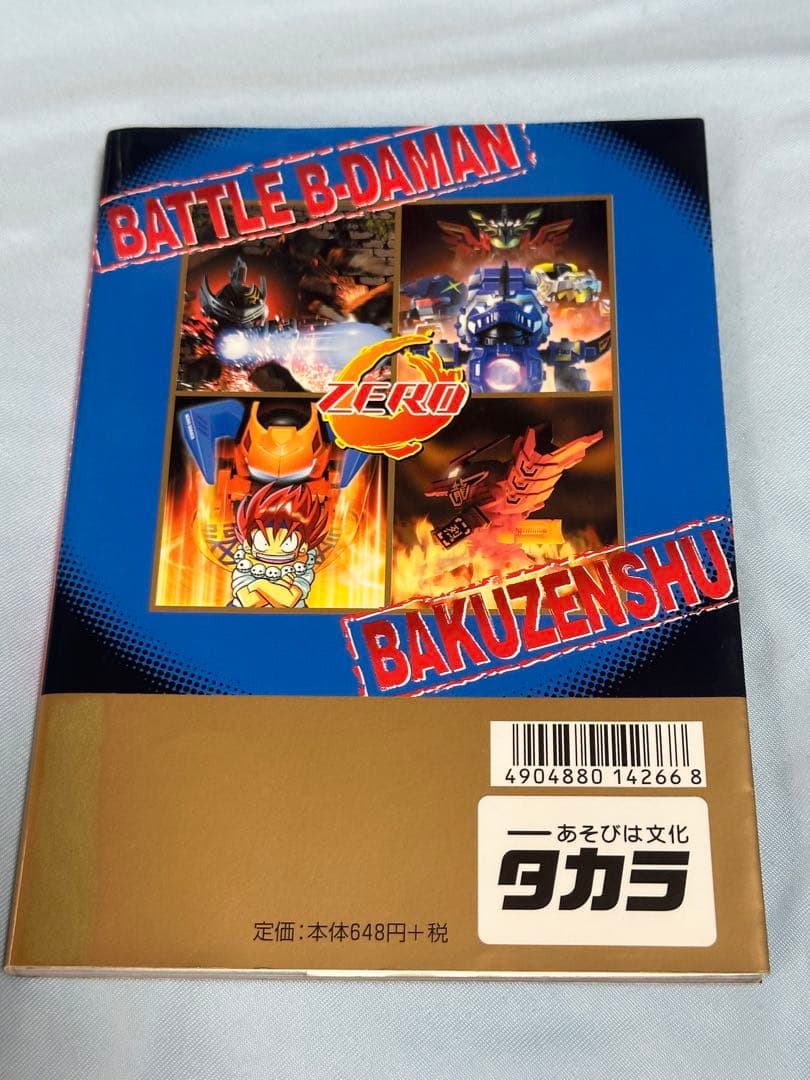 BATTLE B-DAMAN
ZERO
BAKUZENSHU
4904880 14266 8
あそびは文化
タカラ
定価:本体648円+税